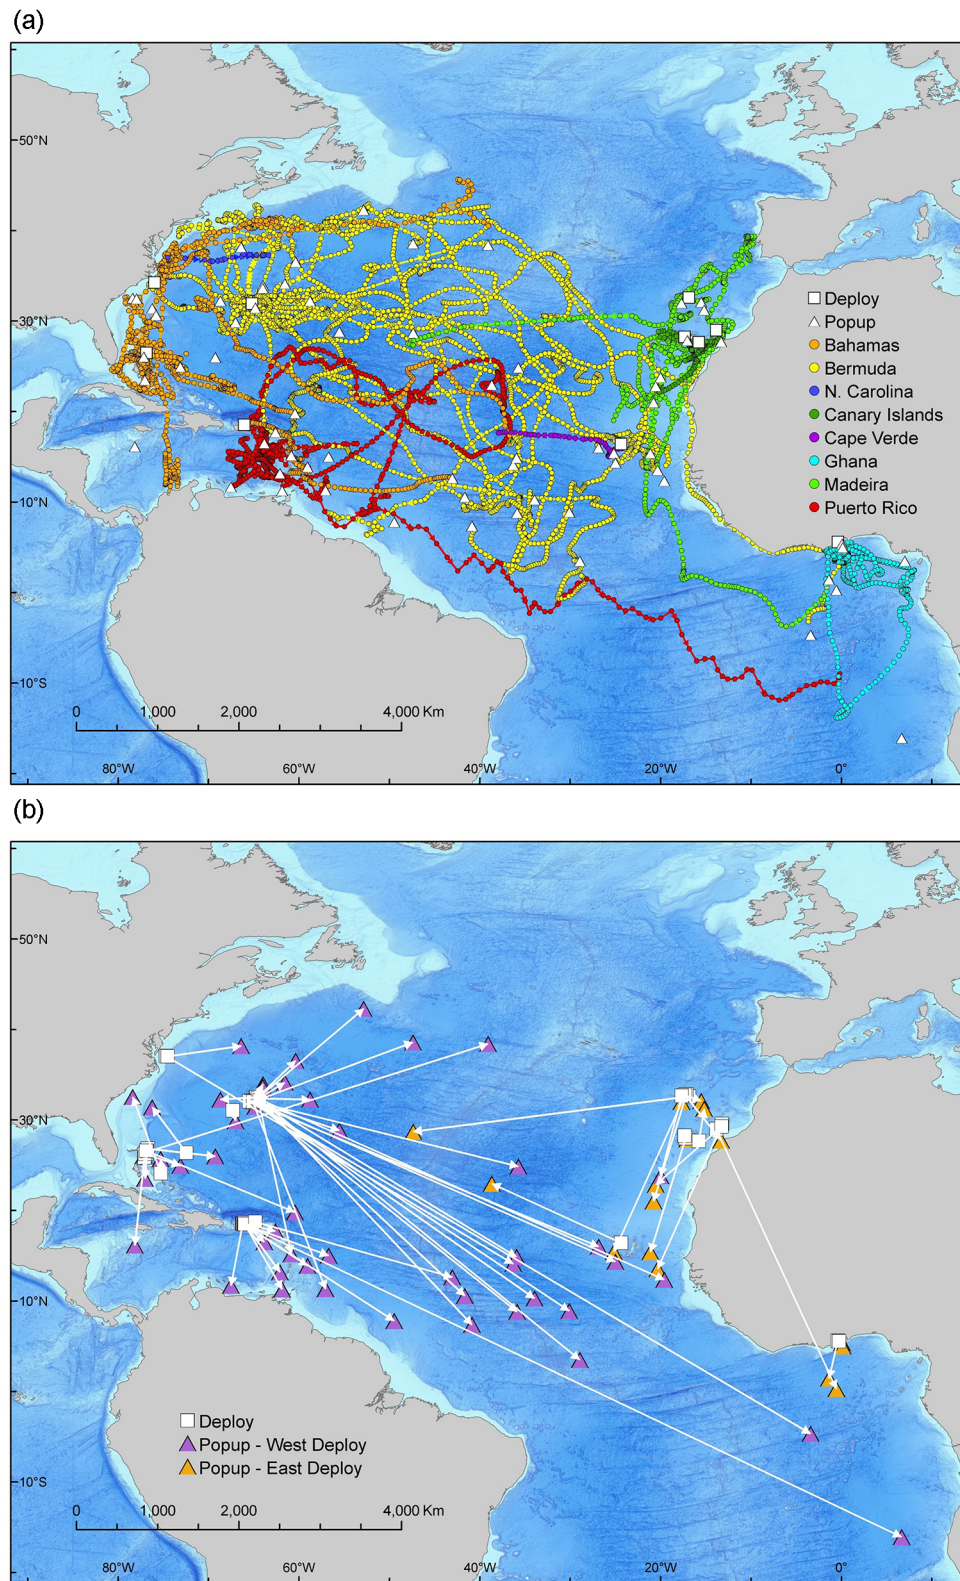 (a)
50°N
30°N
10°N
10°S
Deploy
Popup
Bahamas
Bermuda
N. Carolina
Canary Islands
Cape Verde
Ghana
Madeira
Puerto Rico
0 1,000 2,000 4,000 Km
80°W 60°W 40°W 20°W 0°
(b)
50°N
30°N
10°N
10°S
Deploy
Popup - West Deploy
Popup - East Deploy
0 1,000 2,000 4,000 Km
80°W 60°W 40°W 20°W 0°